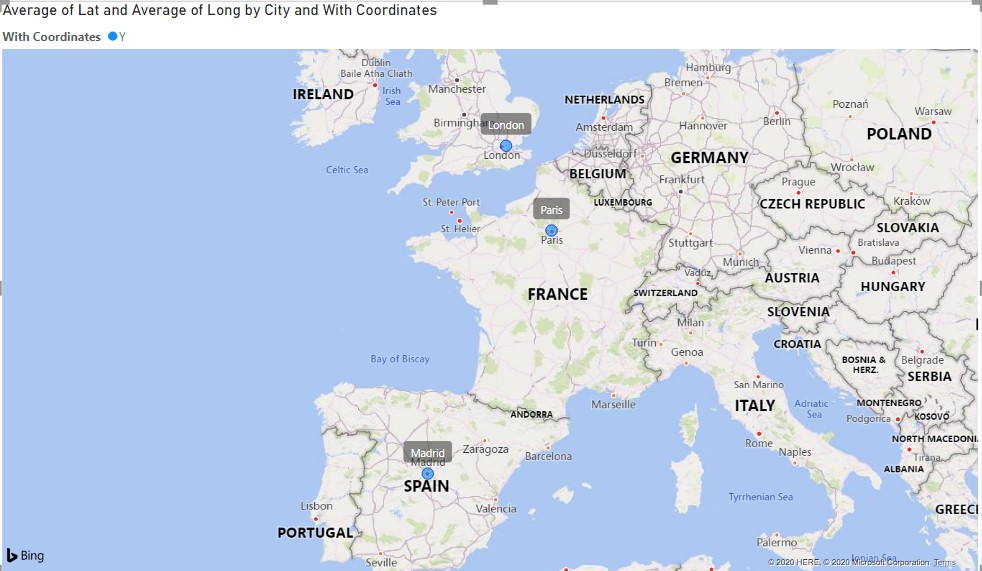 Average of Lat and Average of Long by City and With Coordinates
With Coordinates Y
Dublin
Baile Atha Cliath
IRELAND
Irish
Sea
Manchester
Birmingham
London
London
Celtic Sea
NETHERLANDS
Amsterdam
Hamburg
Bremen
Hannover
Berlin
Poznań
Warsaw
POLAND
Wrocław
Düsseldorf
GERMANY
BELGIUM
Frankfurt
LUXEMBOURG
Prague
CZECH REPUBLIC
Kraków
SLOVAKIA
St. Peter Port
St. Helier
Paris
Paris
Stuttgart
Munich
Vienna
Bratislava
Budapest
Vaduz
AUSTRIA
HUNGARY
FRANCE
SWITZERLAND
SLOVENIA
Milan
Turin
Genoa
CROATIA
Bay of Biscay
BOSNIA &
HERZ.
Belgrade
SERBIA
San Marino
ITALY
Adriatic
Sea
MONTENEGRO
Podgorica
KOSOVO
Marseille
ANDORRA
Rome
Naples
NORTH MACEDONI
Tirana
ALBANIA
Madrid
Madrid
Zaragoza
Barcelona
SPAIN
Valencia
Lisbon
PORTUGAL
Seville
Tyrrhenian Sea
GREEC
Palermo
Ionian Sea
Bing
© 2020 HERE, © 2020 Microsoft Corporation Terms